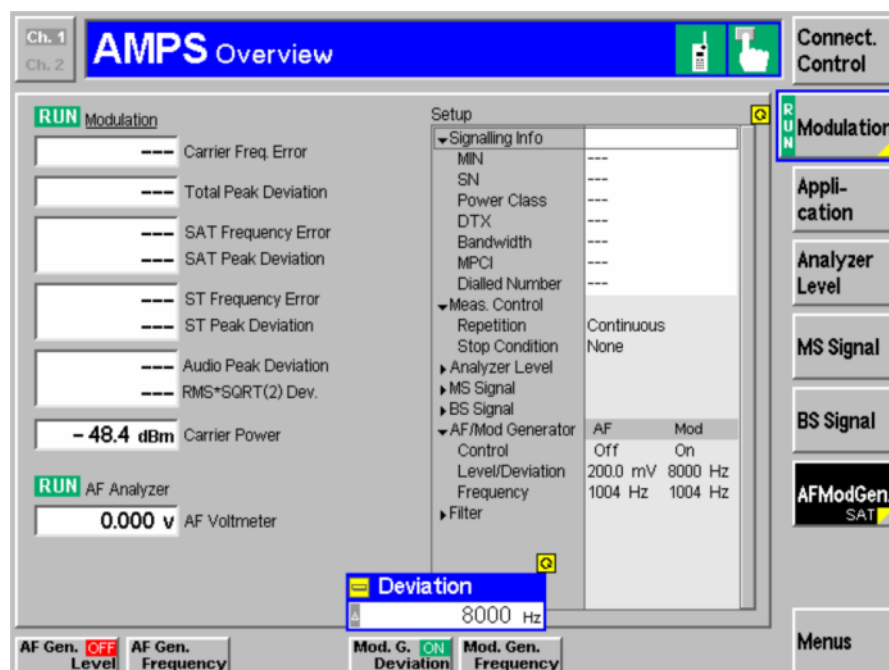 Ch. 1
Ch. 2
AMPS Overview
Connect.
Control
RUN Modulation
--- Carrier Freq. Error
--- Total Peak Deviation
--- SAT Frequency Error
--- SAT Peak Deviation
--- ST Frequency Error
--- ST Peak Deviation
--- Audio Peak Deviation
--- RMS*SQRT(2) Dev.
- 48.4 dBm Carrier Power
RUN AF Analyzer
0.000 v AF Voltmeter
Setup
Signalling Info
MIN ---
SN ---
Power Class ---
DTX ---
Bandwidth ---
MPCI ---
Dialled Number ---
Meas. Control
Repetition Continuous
Stop Condition None
Analyzer Level
MS Signal
BS Signal
AF/Mod Generator AF Mod
Control Off On
Level/Deviation 200.0 mV 8000 Hz
Frequency 1004 Hz 1004 Hz
Filter
Deviation
8000 Hz
RUN Modulation
Appli-
cation
Analyzer
Level
MS Signal
BS Signal
AFModGen.
SAT
Menus
AF Gen. OFF
Level
AF Gen.
Frequency
Mod. G. ON
Deviation
Mod. Gen.
Frequency